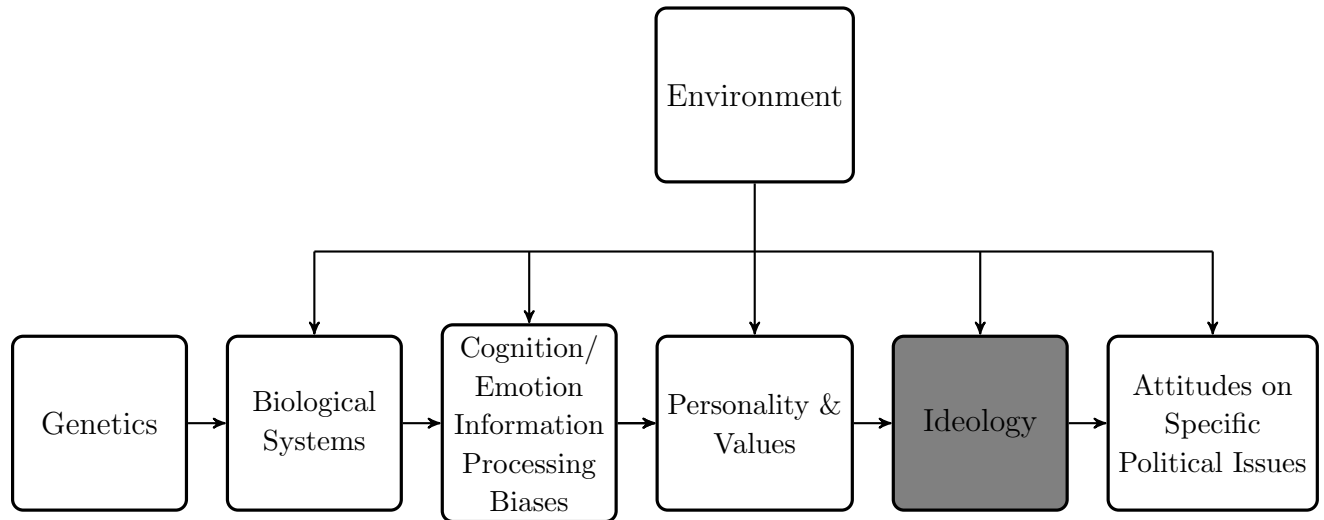 Environment
Genetics
Biological
Systems
Cognition/
Emotion
Information
Processing
Biases
Personality &
Values
Ideology
Attitudes on
Specific
Political Issues